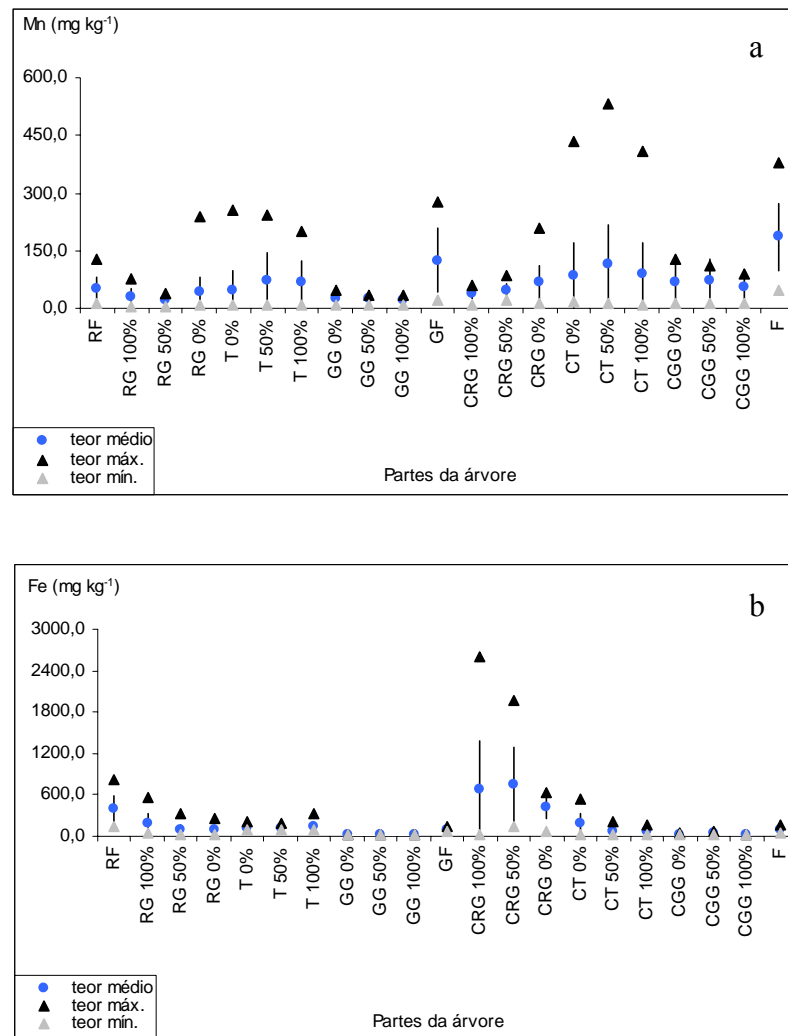 Mn (mg kg⁻¹)
a
600,0
450,0
300,0
150,0
0,0
RF
RG 100%
RG 50%
RG 0%
T 0%
T 50%
T 100%
GG 0%
GG 50%
GG 100%
GF
CRG 100%
CRG 50%
CRG 0%
CT 0%
CT 50%
CT 100%
CGG 0%
CGG 50%
CGG 100%
F
teor médio
teor máx.
teor mín.
Partes da árvore
Fe (mg kg⁻¹)
b
3000,0
2400,0
1800,0
1200,0
600,0
0,0
RF
RG 100%
RG 50%
RG 0%
T 0%
T 50%
T 100%
GG 0%
GG 50%
GG 100%
GF
CRG 100%
CRG 50%
CRG 0%
CT 0%
CT 50%
CT 100%
CGG 0%
CGG 50%
CGG 100%
F
teor médio
teor máx.
teor mín.
Partes da árvore